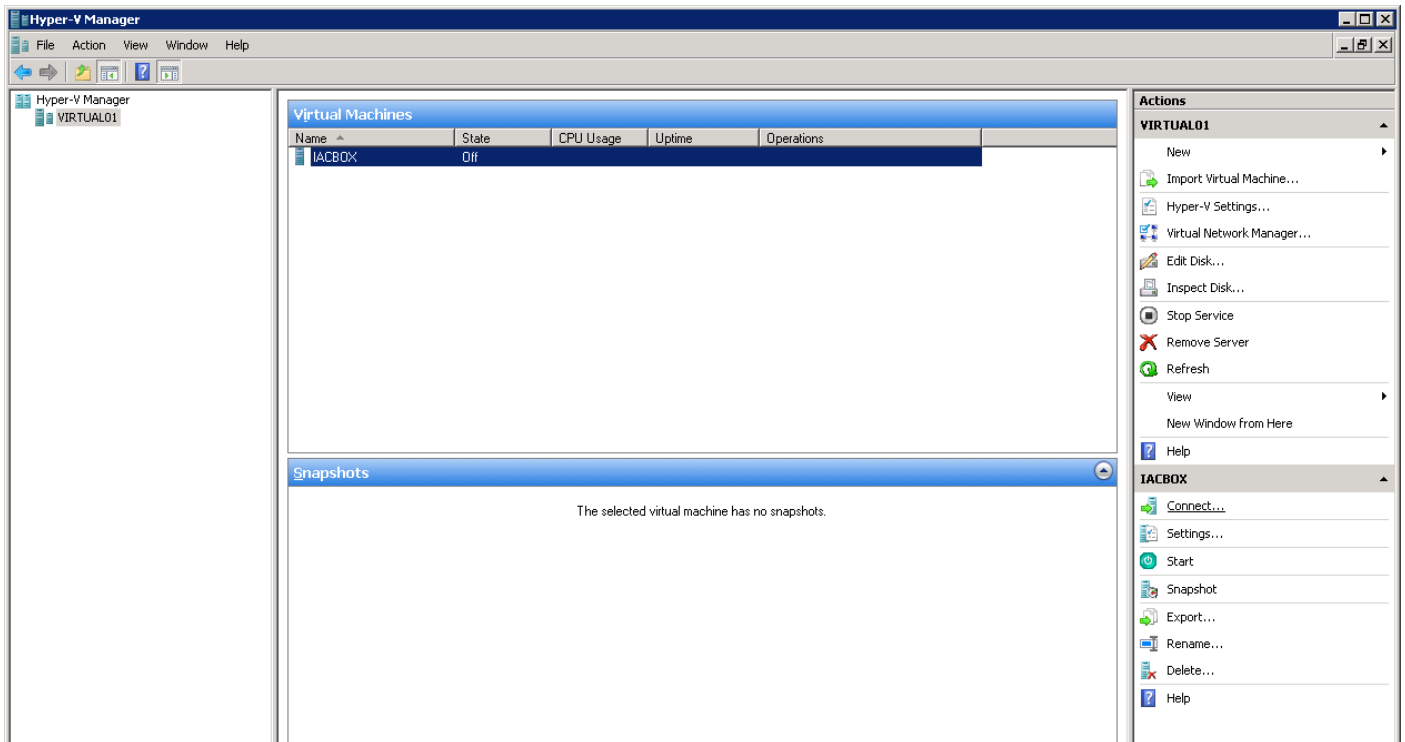 Hyper-V Manager
File Action View Window Help
Hyper-V Manager
VIRTUAL01
Virtual Machines
Name State CPU Usage Uptime Operations
IACBOX Off
Snapshots
The selected virtual machine has no snapshots.
Actions
VIRTUAL01
New
Import Virtual Machine...
Hyper-V Settings...
Virtual Network Manager...
Edit Disk...
Inspect Disk...
Stop Service
Remove Server
Refresh
View
New Window from Here
Help
IACBOX
Connect...
Settings...
Start
Snapshot
Export...
Rename...
Delete...
Help